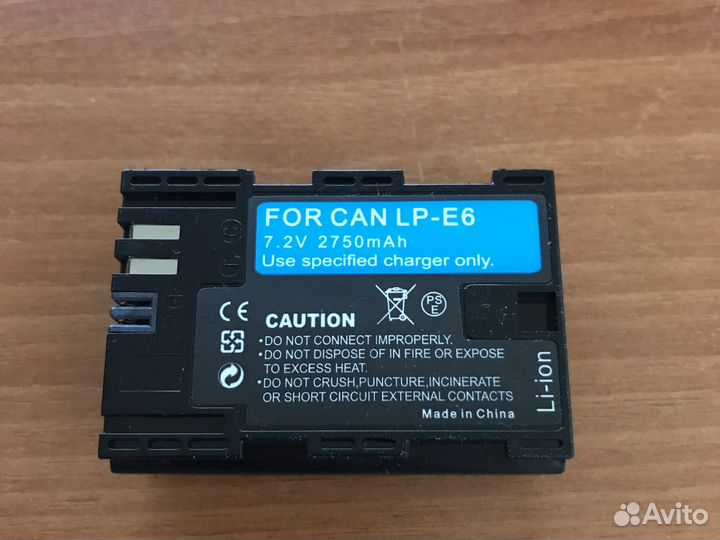 FOR CAN LP-E6
7.2V 2750mAh
Use specified charger only.
CE
PS
E
CAUTION
•DO NOT CONNECT IMPROPERLY.
•DO NOT DISPOSE OF IN FIRE OR EXPOSE
TO EXCESS HEAT.
•DO NOT CRUSH,PUNCTURE,INCINERATE
OR SHORT CIRCUIT EXTERNAL CONTACTS
Made in China
Li-ion
Avito